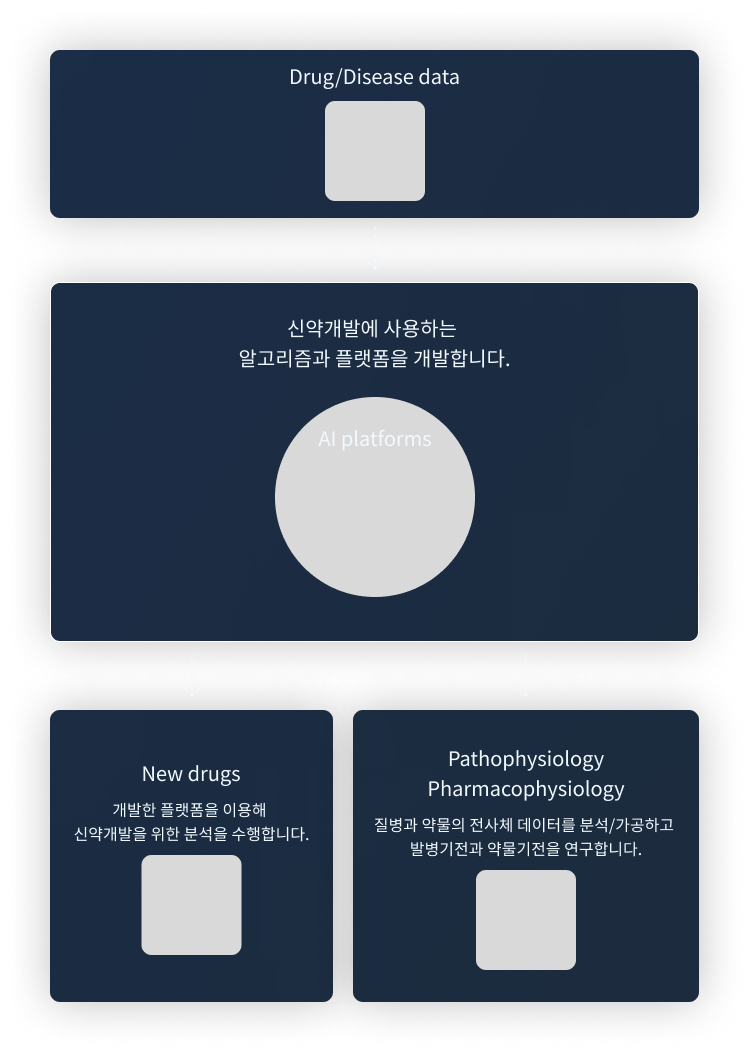 Drug/Disease data
신약개발에 사용하는
알고리즘과 플랫폼을 개발합니다.
AI platforms
New drugs
개발한 플랫폼을 이용해
신약개발을 위한 분석을 수행합니다.
Pathophysiology
Pharmacophysiology
질병과 약물의 전사체 데이터를 분석/가공하고
발병기전과 약물기전을 연구합니다.